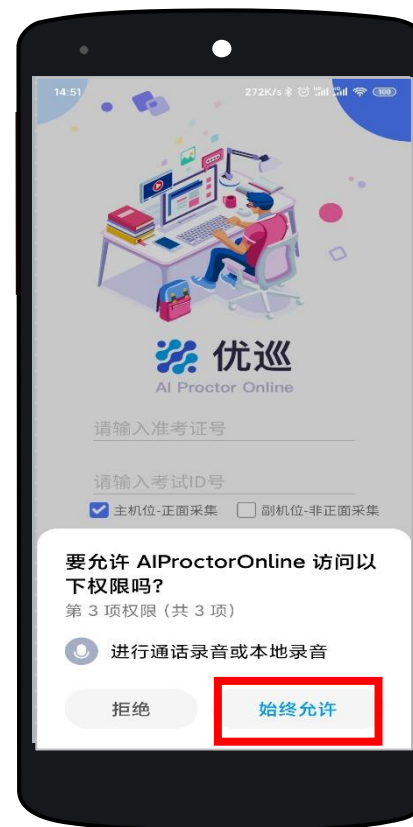 14:51 272K/s 100
优巡
AI Proctor Online
请输入准考证号
请输入考试ID号
主机位-正面采集 副机位-非正面采集
要允许 AIProctorOnline 访问以
下权限吗?
第 3 项权限 (共 3 项)
进行通话录音或本地录音
拒绝 始终允许